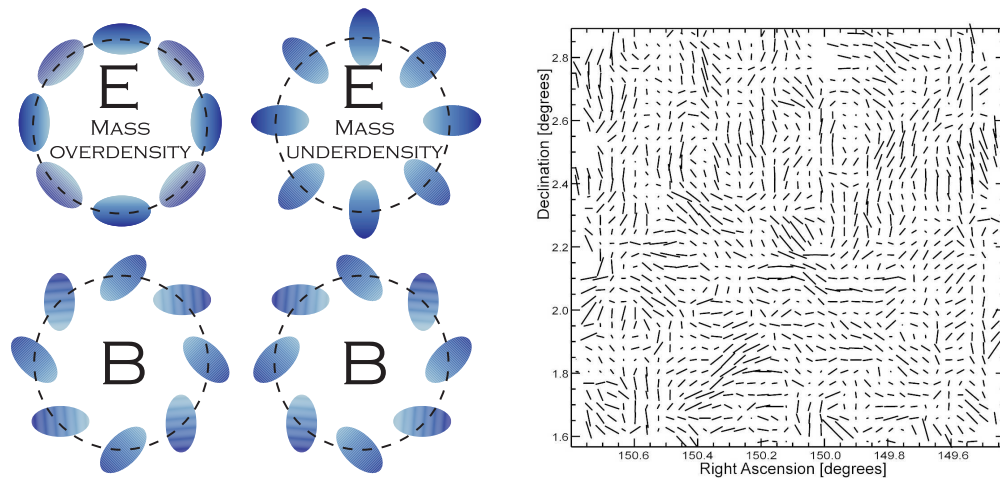 E
MASS
OVERDENSITY
E
MASS
UNDERDENSITY
B
B
Declination [degrees]
2.8
2.6
2.4
2.2
2.0
1.8
1.6
150.6
150.4
150.2
150.0
149.8
149.6
Right Ascension [degrees]